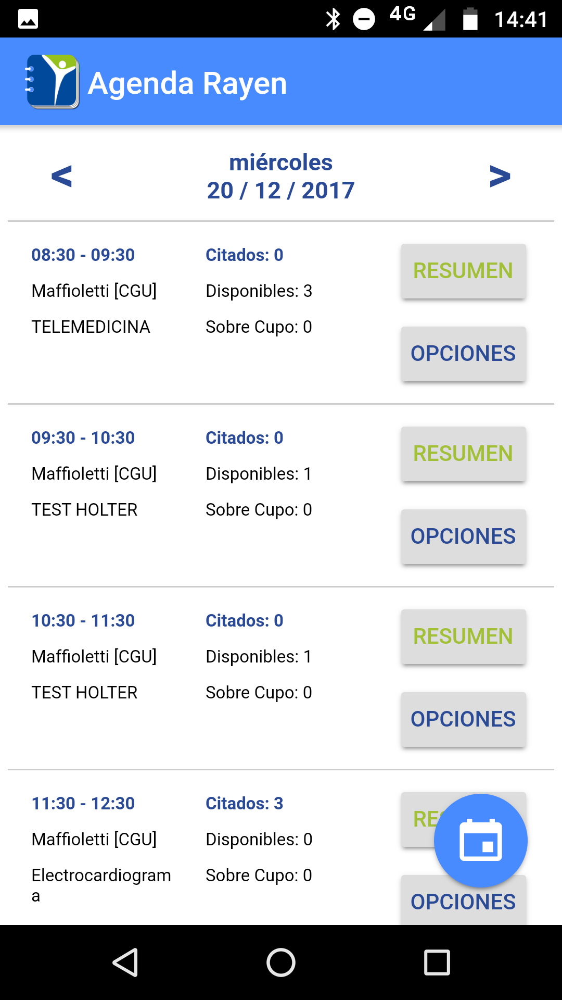 4G 14:41
Agenda Rayen
< miércoles >
20 / 12 / 2017
08:30 - 09:30 Citados: 0 RESUMEN
Maffioletti [CGU] Disponibles: 3
TELEMEDICINA Sobre Cupo: 0 OPCIONES
09:30 - 10:30 Citados: 0 RESUMEN
Maffioletti [CGU] Disponibles: 1
TEST HOLTER Sobre Cupo: 0 OPCIONES
10:30 - 11:30 Citados: 0 RESUMEN
Maffioletti [CGU] Disponibles: 1
TEST HOLTER Sobre Cupo: 0 OPCIONES
11:30 - 12:30 Citados: 3
Maffioletti [CGU] Disponibles: 0
Electrocardiogram Sobre Cupo: 0
a OPCIONES